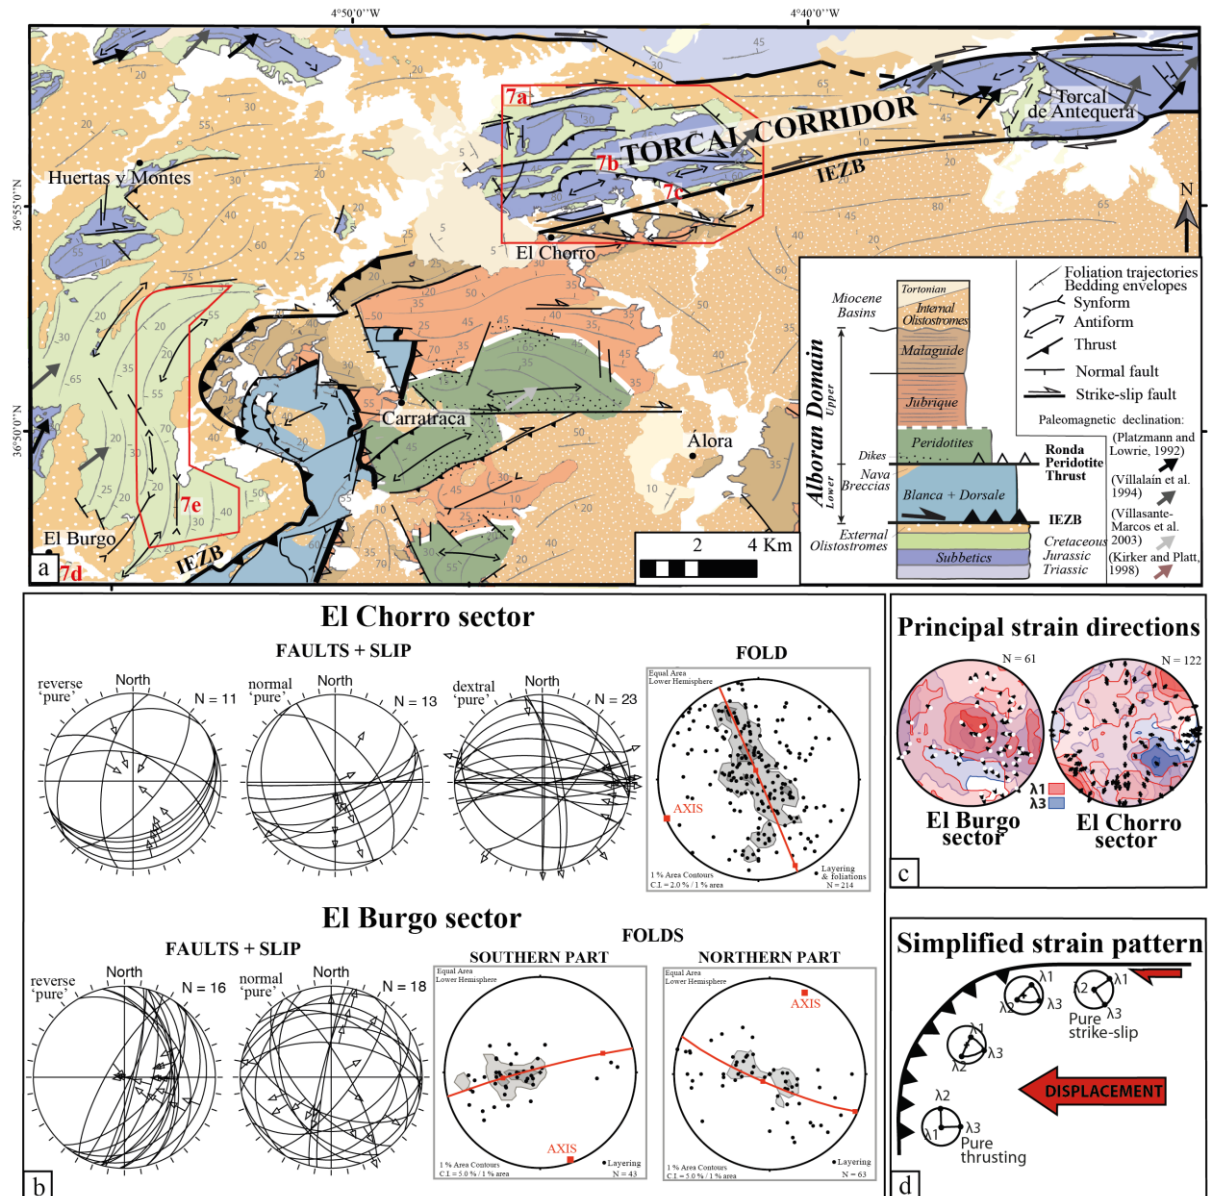 4°50'0''W
4°40'0''W
36°55'0''N
36°50'0''N
7a
7b
7c
7d
7e
TORCAL CORRIDOR
IEZB
Torcal
de Antequera
Huertas y Montes
El Chorro
Carratraca
Álora
El Burgo
IEZB
N
2 4 Km
a
Miocene
Basins
Tortonian
Internal
Olistostromes
Malaguide
Jubrique
Peridotites
Dikes
Nava
Breccias
Blanca + Dorsale
External
Olistostromes
Subbetics
Alboran Domain
Upper
Lower
Ronda
Peridotite
Thrust
IEZB
Cretaceous
Jurassic
Triassic
Foliation trajectories
Bedding envelopes
Synform
Antiform
Thrust
Normal fault
Strike-slip fault
Paleomagnetic declination:
(Platzmann and
Lowrie, 1992)
(Villalaín et al.
1994)
(Villasante-
Marcos et al.
2003)
(Kirker and Platt,
1998)
El Chorro sector
FAULTS + SLIP
reverse
'pure'
North
N = 11
normal
'pure'
North
N = 13
dextral
'pure'
North
N = 23
FOLD
Equal Area
Lower Hemisphere
AXIS
1 % Area Contours
C.I. = 2.0 % / 1 % area
Layering
& foliations
N = 214
El Burgo sector
FAULTS + SLIP
reverse
'pure'
North
N = 16
normal
'pure'
North
N = 18
FOLDS
SOUTHERN PART
Equal Area
Lower Hemisphere
AXIS
1 % Area Contours
C.I. = 5.0 % / 1 % area
Layering
N = 43
NORTHERN PART
Equal Area
Lower Hemisphere
AXIS
1 % Area Contours
C.I. = 5.0 % / 1 % area
Layering
N = 63
b
Principal strain directions
N = 61
N = 122
λ1
λ3
El Burgo
sector
El Chorro
sector
c
Simplified strain pattern
λ1
λ2
λ3
Pure
strike-slip
λ1
λ2
λ3
λ1
λ2
λ3
DISPLACEMENT
λ2
λ1
λ3
Pure
thrusting
d